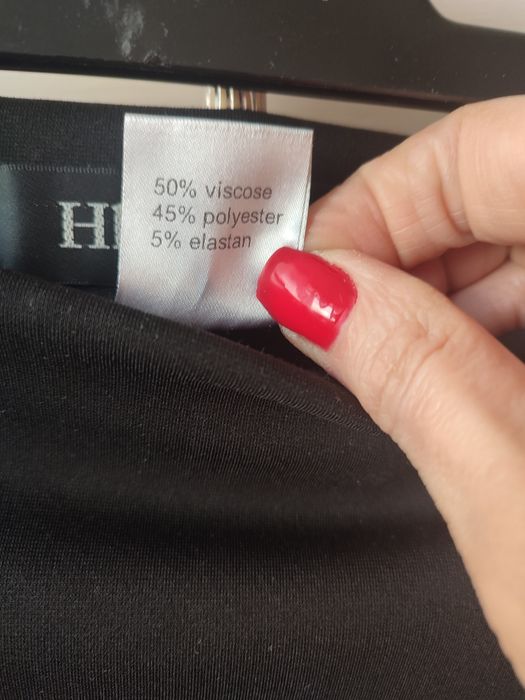 50% viscose
45% polyester
5% elastan